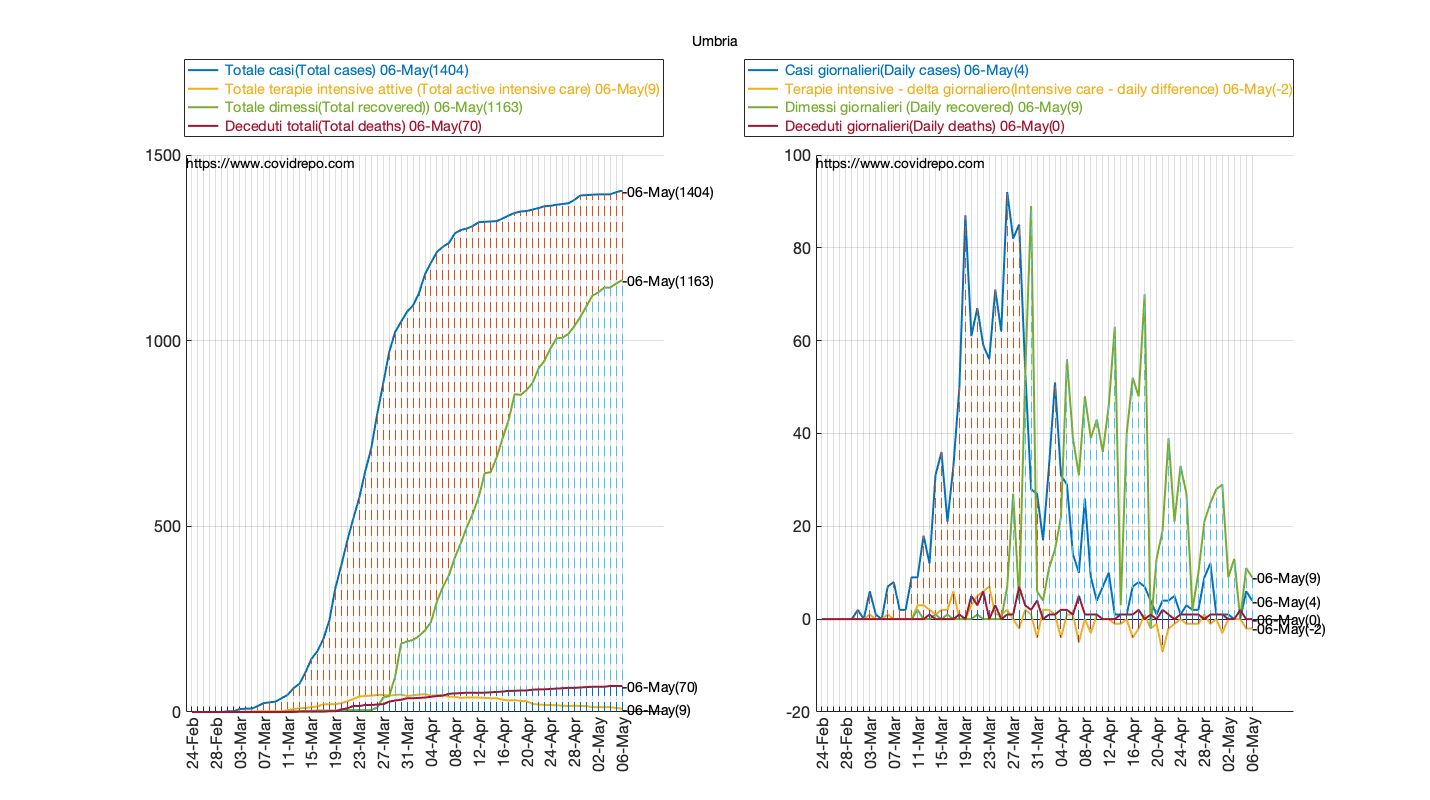 Umbria
Totale casi(Total cases) 06-May(1404)
Totale terapie intensive attive (Total active intensive care) 06-May(9)
Totale dimessi(Total recovered)) 06-May(1163)
Deceduti totali(Total deaths) 06-May(70)
1500
https://www.covidrepo.com
06-May(1404)
06-May(1163)
1000
500
06-May(70)
06-May(9)
0
24-Feb
28-Feb
03-Mar
07-Mar
11-Mar
15-Mar
19-Mar
23-Mar
27-Mar
31-Mar
04-Apr
08-Apr
12-Apr
16-Apr
20-Apr
24-Apr
28-Apr
02-May
06-May
Casi giornalieri(Daily cases) 06-May(4)
Terapie intensive - delta giornaliero(Intensive care - daily difference) 06-May(-2)
Dimessi giornalieri (Daily recovered) 06-May(9)
Deceduti giornalieri(Daily deaths) 06-May(0)
100
https://www.covidrepo.com
80
60
40
20
06-May(9)
06-May(4)
0
06-May(0)
06-May(-2)
-20
24-Feb
28-Feb
03-Mar
07-Mar
11-Mar
15-Mar
19-Mar
23-Mar
27-Mar
31-Mar
04-Apr
08-Apr
12-Apr
16-Apr
20-Apr
24-Apr
28-Apr
02-May
06-May